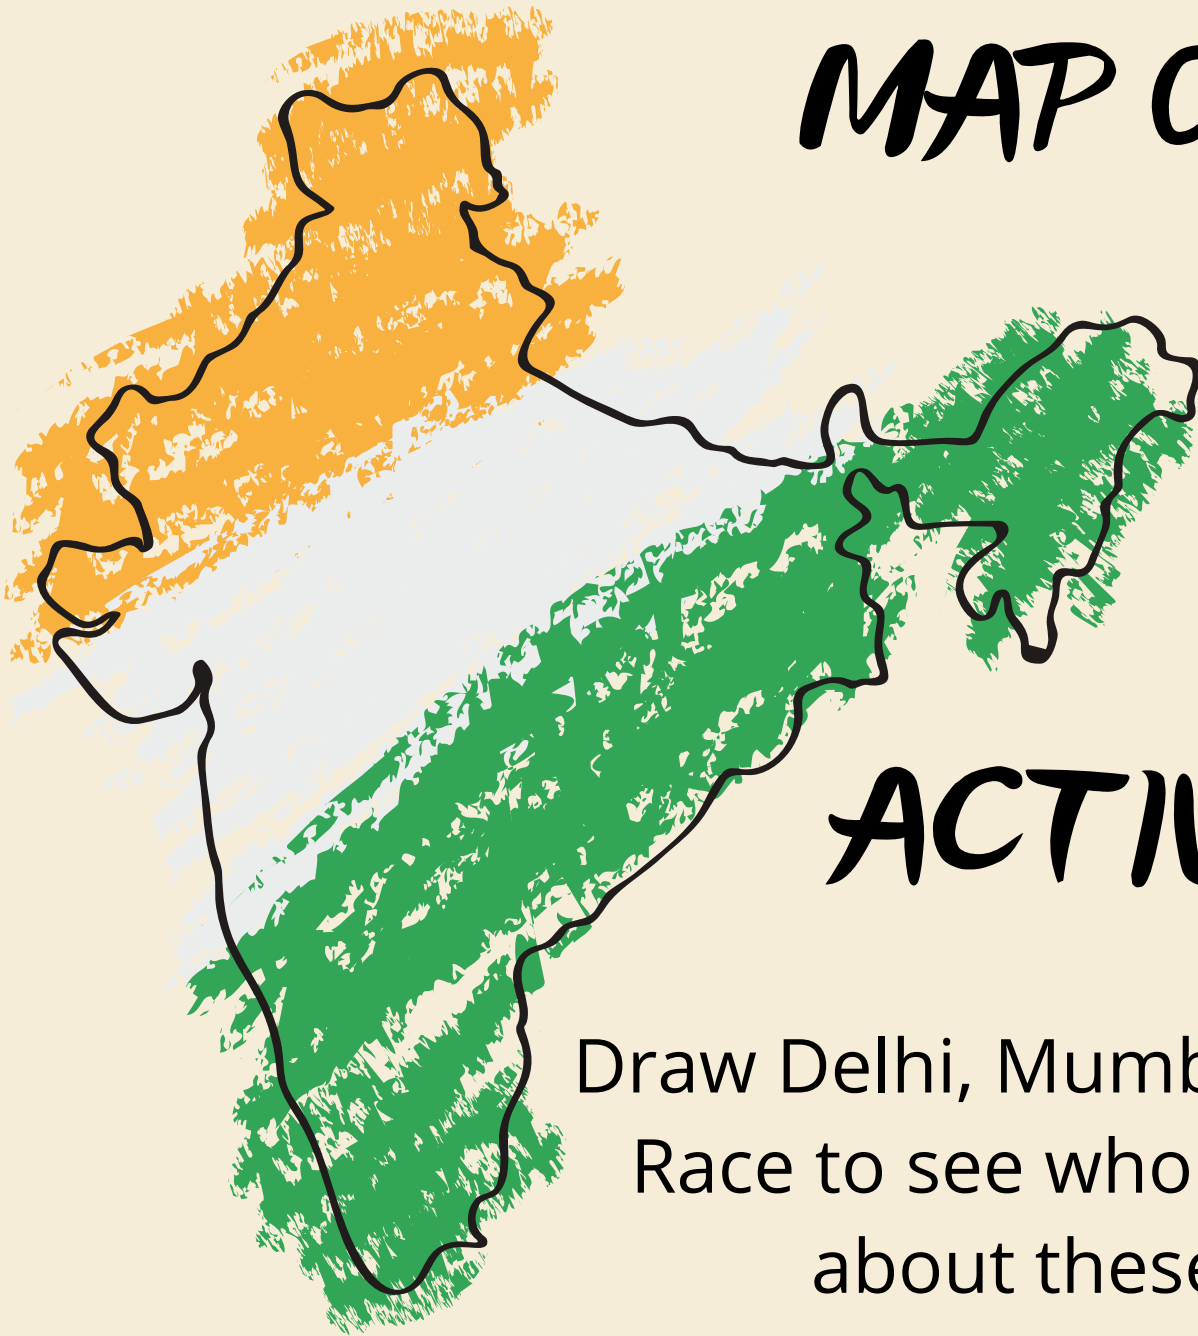 MAP O
ACTIV
Draw Delhi, Mumb
Race to see who
about these